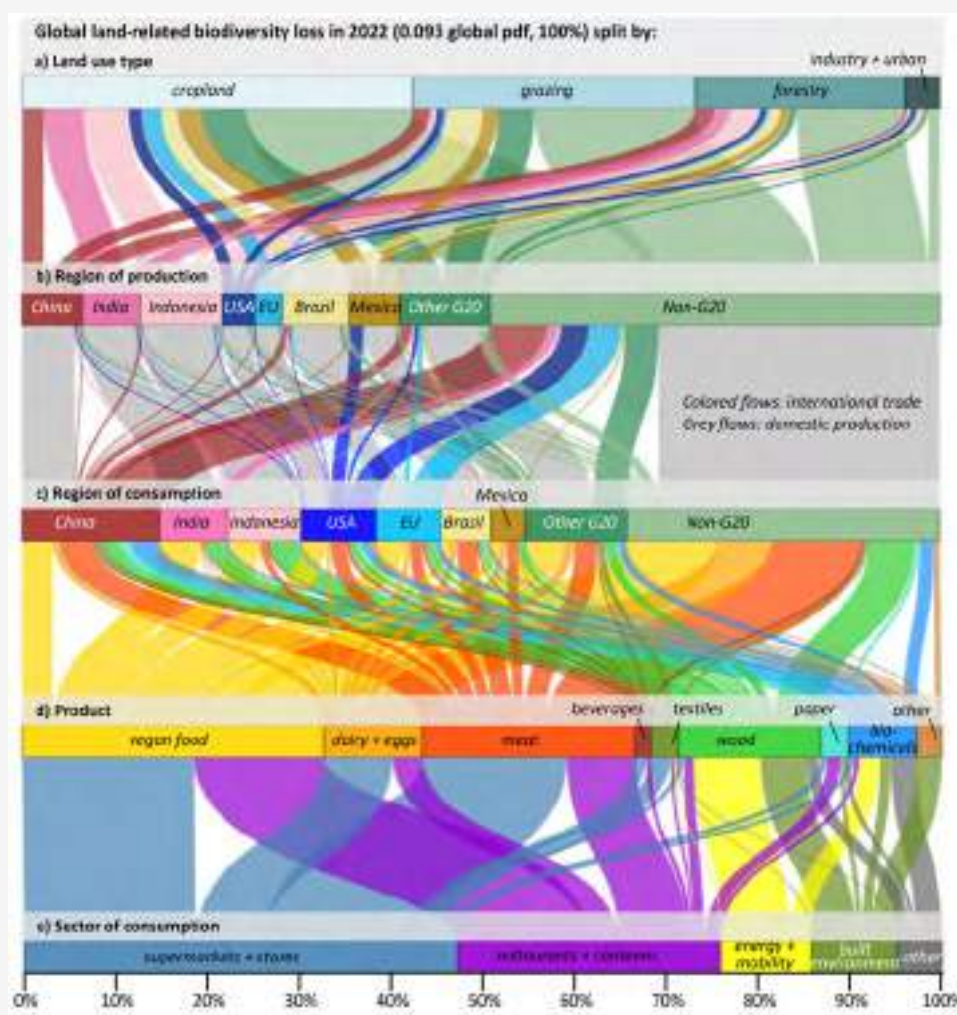 Global land-related biodiversity loss in 2022 (0.093 global pdf, 100%) split by:
a) Land use type
industry + urban
cropland grazing forestry
b) Region of production
China India Indonesia USA EU Brazil Mexico Other G20 Non-G20
Colored flows: international trade
Grey flows: domestic production
c) Region of consumption
Mexico
China India Indonesia USA EU Brazil Other G20 Non-G20
d) Product
beverages textiles paper other
vegan food dairy + eggs meat wood bio-
chemicals
e) Sector of consumption
supermarkets + stores restaurants + canteens energy +
mobility built
environment other
0% 10% 20% 30% 40% 50% 60% 70% 80% 90% 100%